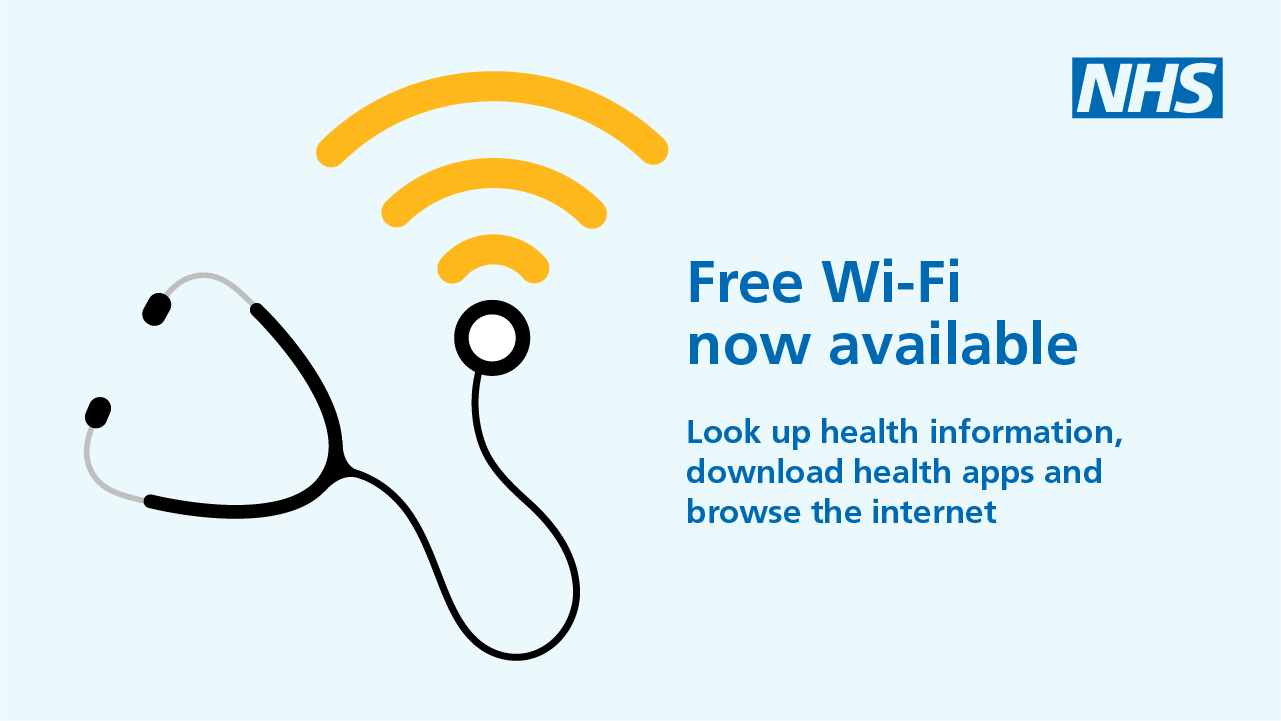 NHS
Free Wi-Fi
now available
Look up health information,
download health apps and
browse the internet